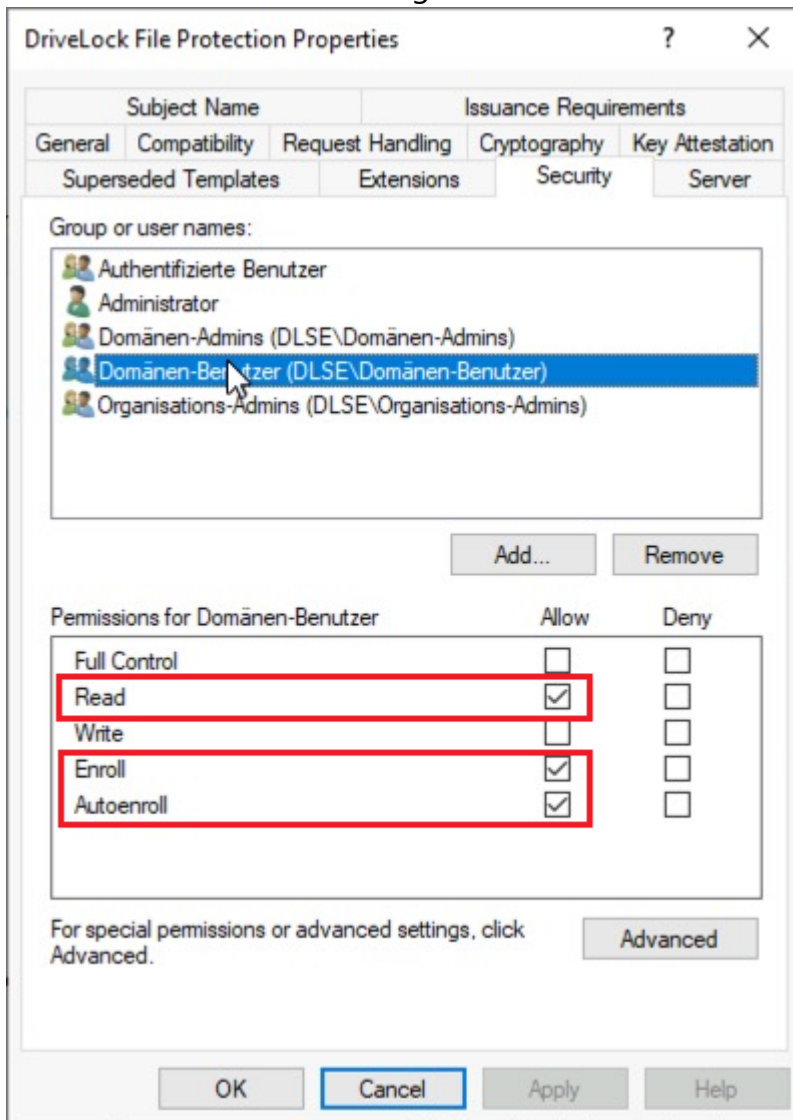 DriveLock File Protection Properties ? ×
Subject Name Issuance Requirements
General Compatibility Request Handling Cryptography Key Attestation
Superseded Templates Extensions Security Server
Group or user names:
Authentifizierte Benutzer
Administrator
Domänen-Admins (DLSE\Domänen-Admins)
Domänen-Benutzer (DLSE\Domänen-Benutzer)
Organisations-Admins (DLSE\Organisations-Admins)
Add... Remove
Permissions for Domänen-Benutzer Allow Deny
Full Control
Read
Write
Enroll
Autoenroll
For special permissions or advanced settings, click
Advanced.
Advanced
OK Cancel Apply Help